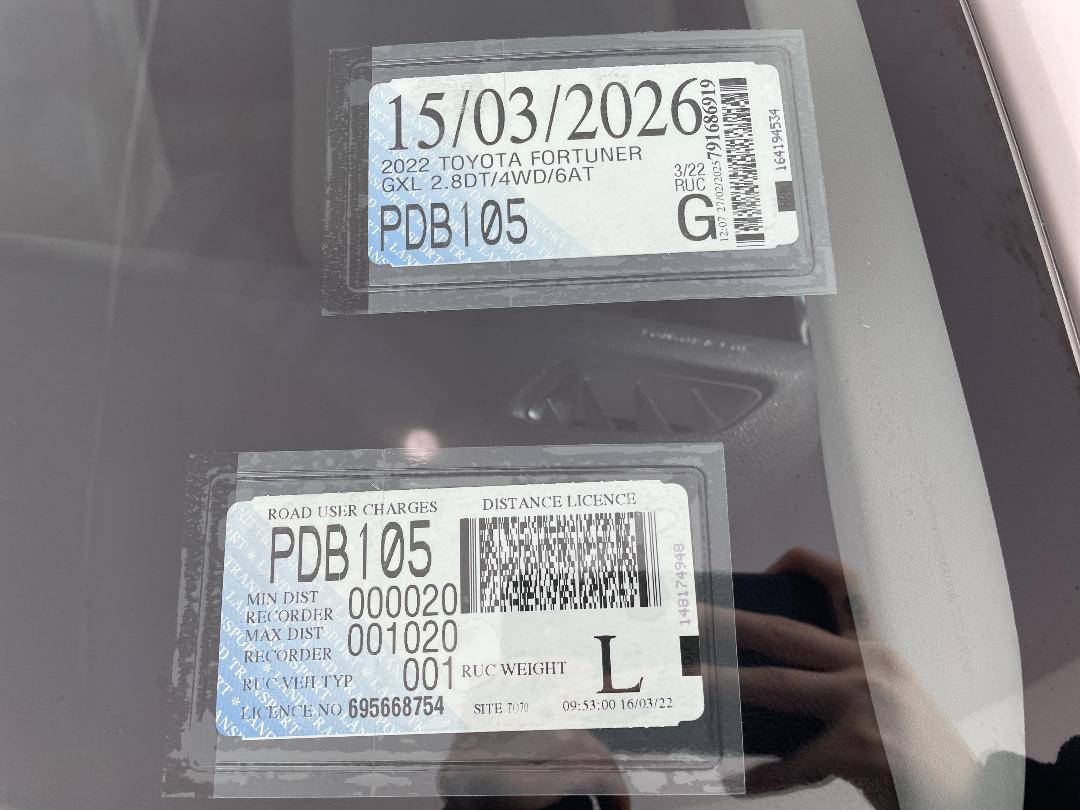 15/03/2026
2022 TOYOTA FORTUNER
GXL 2.8DT/4WD/6AT
PDB105
3/22
RUC
G
12:07 27/02/2025
791686919
164194534
ROAD USER CHARGES
DISTANCE LICENCE
PDB105
MIN DIST
RECORDER 000020
MAX DIST
RECORDER 001020
RUC VEH TYP 001
RUC WEIGHT L
LICENCE NO 695668754
SITE T070
09:53:00 16/03/22
148174948